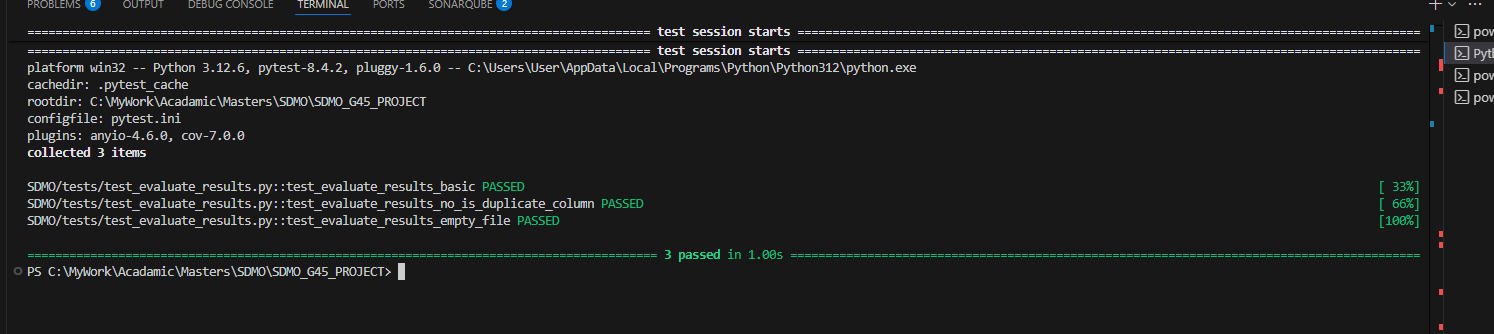 PROBLEMS 6 OUTPUT DEBUG CONSOLE TERMINAL PORTS SONARQUBE 2
=================================== test session starts ===================================
=================================== test session starts ===================================
platform win32 -- Python 3.12.6, pytest-8.4.2, pluggy-1.6.0 -- C:\Users\User\AppData\Local\Programs\Python\Python312\python.exe
cachedir: .pytest_cache
rootdir: C:\MyWork\Acadamic\Masters\SDMO\SDMO_G45_PROJECT
configfile: pytest.ini
plugins: anyio-4.6.0, cov-7.0.0
collected 3 items
SDMO/tests/test_evaluate_results.py::test_evaluate_results_basic PASSED [ 33%]
SDMO/tests/test_evaluate_results.py::test_evaluate_results_no_is_duplicate_column PASSED [ 66%]
SDMO/tests/test_evaluate_results.py::test_evaluate_results_empty_file PASSED [100%]
=================================== 3 passed in 1.00s ===================================
PS C:\MyWork\Acadamic\Masters\SDMO\SDMO_G45_PROJECT>
pow
Pyt
pow
pow